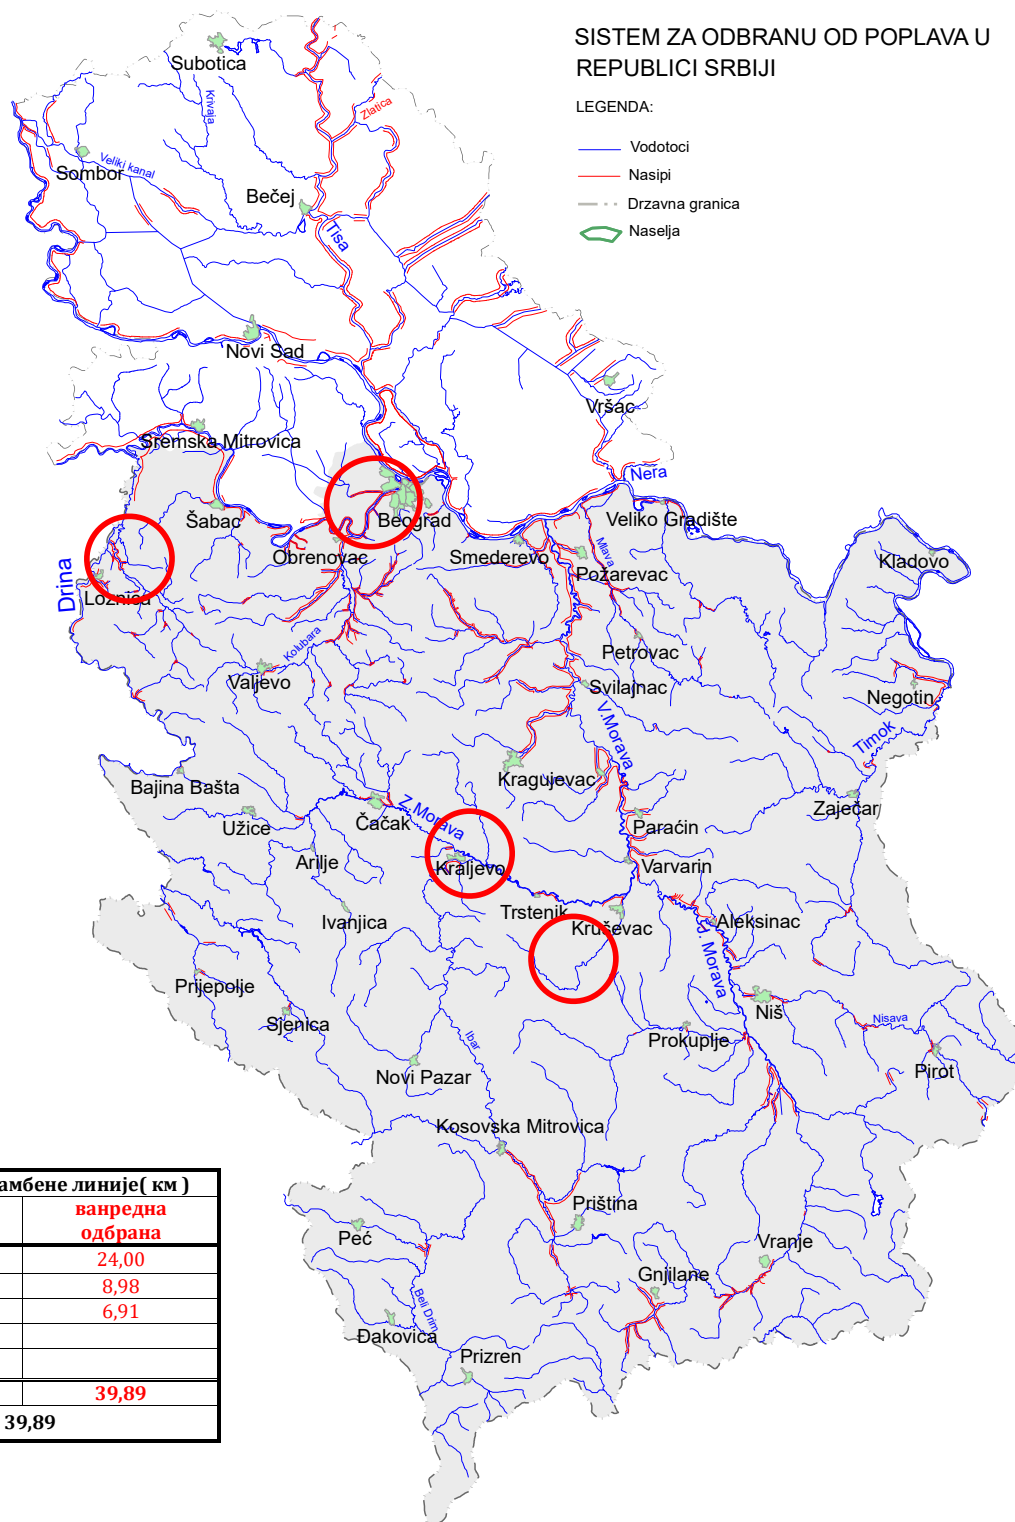 SISTEM ZA ODBRANU OD POPLAVA U
REPUBLICI SRBIJI
LEGENDA:
Vodotoci
Nasipi
Drzavna granica
Naselja
Subotica
Krivaja
Zlatica
Sombor
Veliki kanal
Bečej
Tisa
Novi Sad
Vršac
Sremska Mitrovica
Nera
Šabac
Beograd
Veliko Gradište
Obrenovac
Smederevo
Mlava
Kladovo
Drina
Požarevac
Loznica
Kolubara
Petrovac
Valjevo
Svilajnac
Negotin
V.Morava
Timok
Bajina Bašta
Kragujevac
Z.Morava
Zaječar
Užice
Čačak
Paraćin
Arilje
Kraljevo
Varvarin
Ivanjica
Trstenik
Kruševac
Aleksinac
J. Morava
Prijepolje
Niš
Sjenica
Nisava
Ibar
Prokuplje
Pirot
Novi Pazar
Kosovska Mitrovica
Priština
Peć
Vranje
Gnjilane
Beli Drim
Đakovica
Prizren
амбене линије( км )
ванредна
одбрана
24,00
8,98
6,91
39,89
39,89